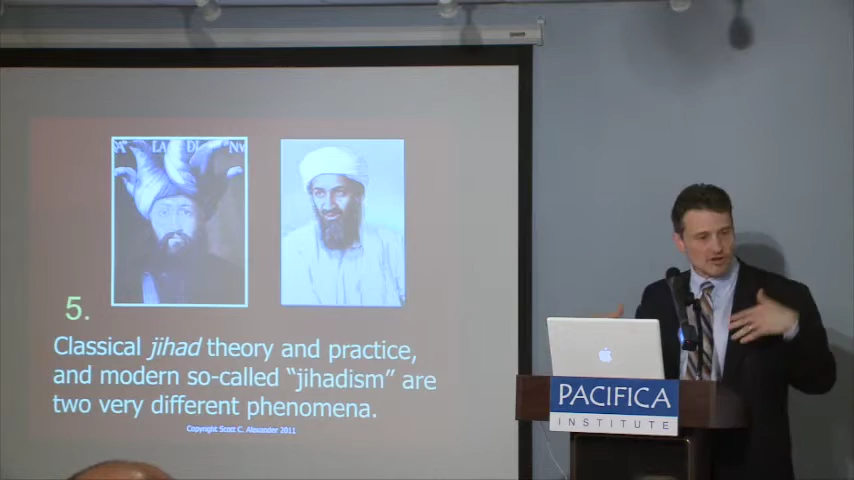 5.
Classical jihad theory and practice,
and modern so-called “jihadism” are
two very different phenomena.
Copyright Scott C. Alexander 2011
PACIFICA
INSTITUTE